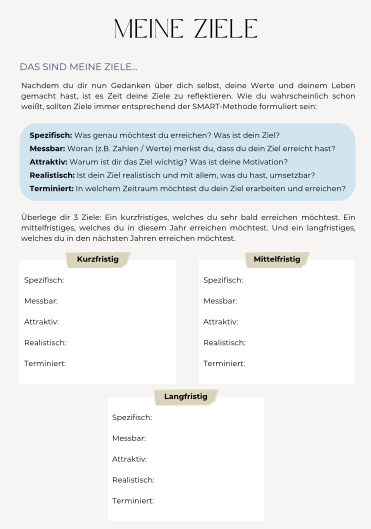 MEINE ZIELE
DAS SIND MEINE ZIELE...
Nachdem du dir nun Gedanken über dich selbst, deine Werte und deinem Leben
gemacht hast, ist es Zeit deine Ziele zu reflektieren. Wie du wahrscheinlich schon
weißt, sollten Ziele immer entsprechend der SMART-Methode formuliert sein:
Spezifisch: Was genau möchtest du erreichen? Was ist dein Ziel?
Messbar: Woran (z.B. Zahlen / Werte) merkst du, dass du dein Ziel erreicht hast?
Attraktiv: Warum ist dir das Ziel wichtig? Was ist deine Motivation?
Realistisch: Ist dein Ziel realistisch und mit allem, was du hast, umsetzbar?
Terminiert: In welchem Zeitraum möchtest du dein Ziel erarbeiten und erreichen?
Überlege dir 3 Ziele: Ein kurzfristiges, welches du sehr bald erreichen möchtest. Ein
mittelfristiges, welches du in diesem Jahr erreichen möchtest. Und ein langfristiges,
welches du in den nächsten Jahren erreichen möchtest.
Kurzfristig
Spezifisch:
Messbar:
Attraktiv:
Realistisch:
Terminiert:
Mittelfristig
Spezifisch:
Messbar:
Attraktiv:
Realistisch:
Terminiert:
Langfristig
Spezifisch:
Messbar:
Attraktiv:
Realistisch:
Terminiert: